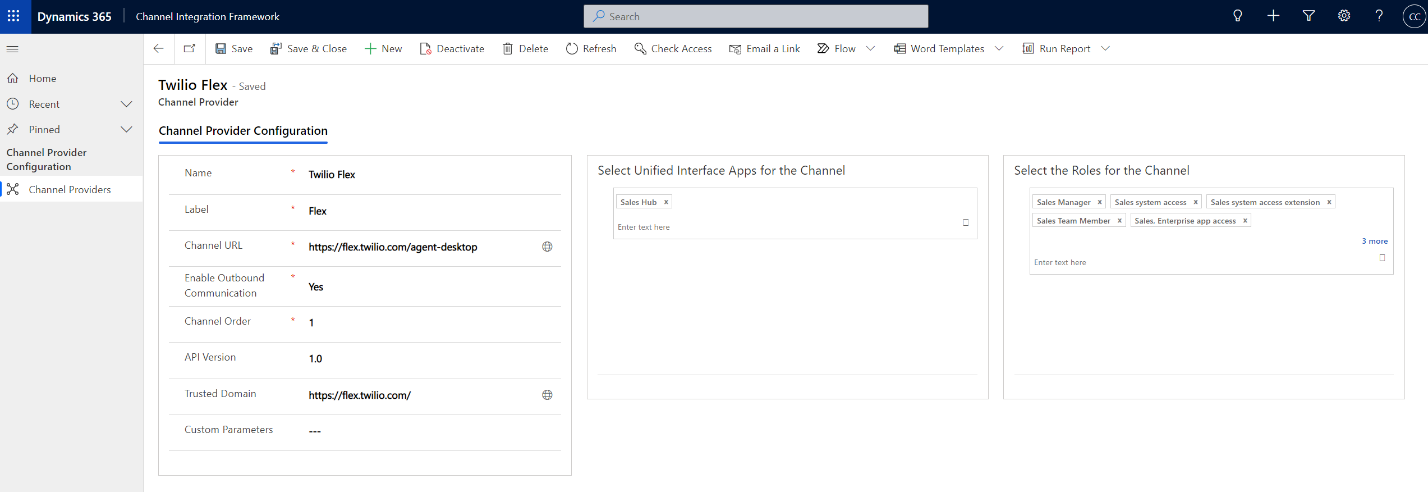 Dynamics 365 Channel Integration Framework Search CC
Save Save & Close New Deactivate Delete Refresh Check Access Email a Link Flow Word Templates Run Report
Home
Recent
Pinned
Channel Provider
Configuration
Channel Providers
Twilio Flex - Saved
Channel Provider
Channel Provider Configuration
Name * Twilio Flex
Label * Flex
Channel URL * https://flex.twilio.com/agent-desktop
Enable Outbound *
Communication Yes
Channel Order * 1
API Version 1.0
Trusted Domain https://flex.twilio.com/
Custom Parameters ---
Select Unified Interface Apps for the Channel
Sales Hub x
Enter text here
Select the Roles for the Channel
Sales Manager x Sales system access x Sales system access extension x
Sales Team Member x Sales, Enterprise app access x
3 more
Enter text here